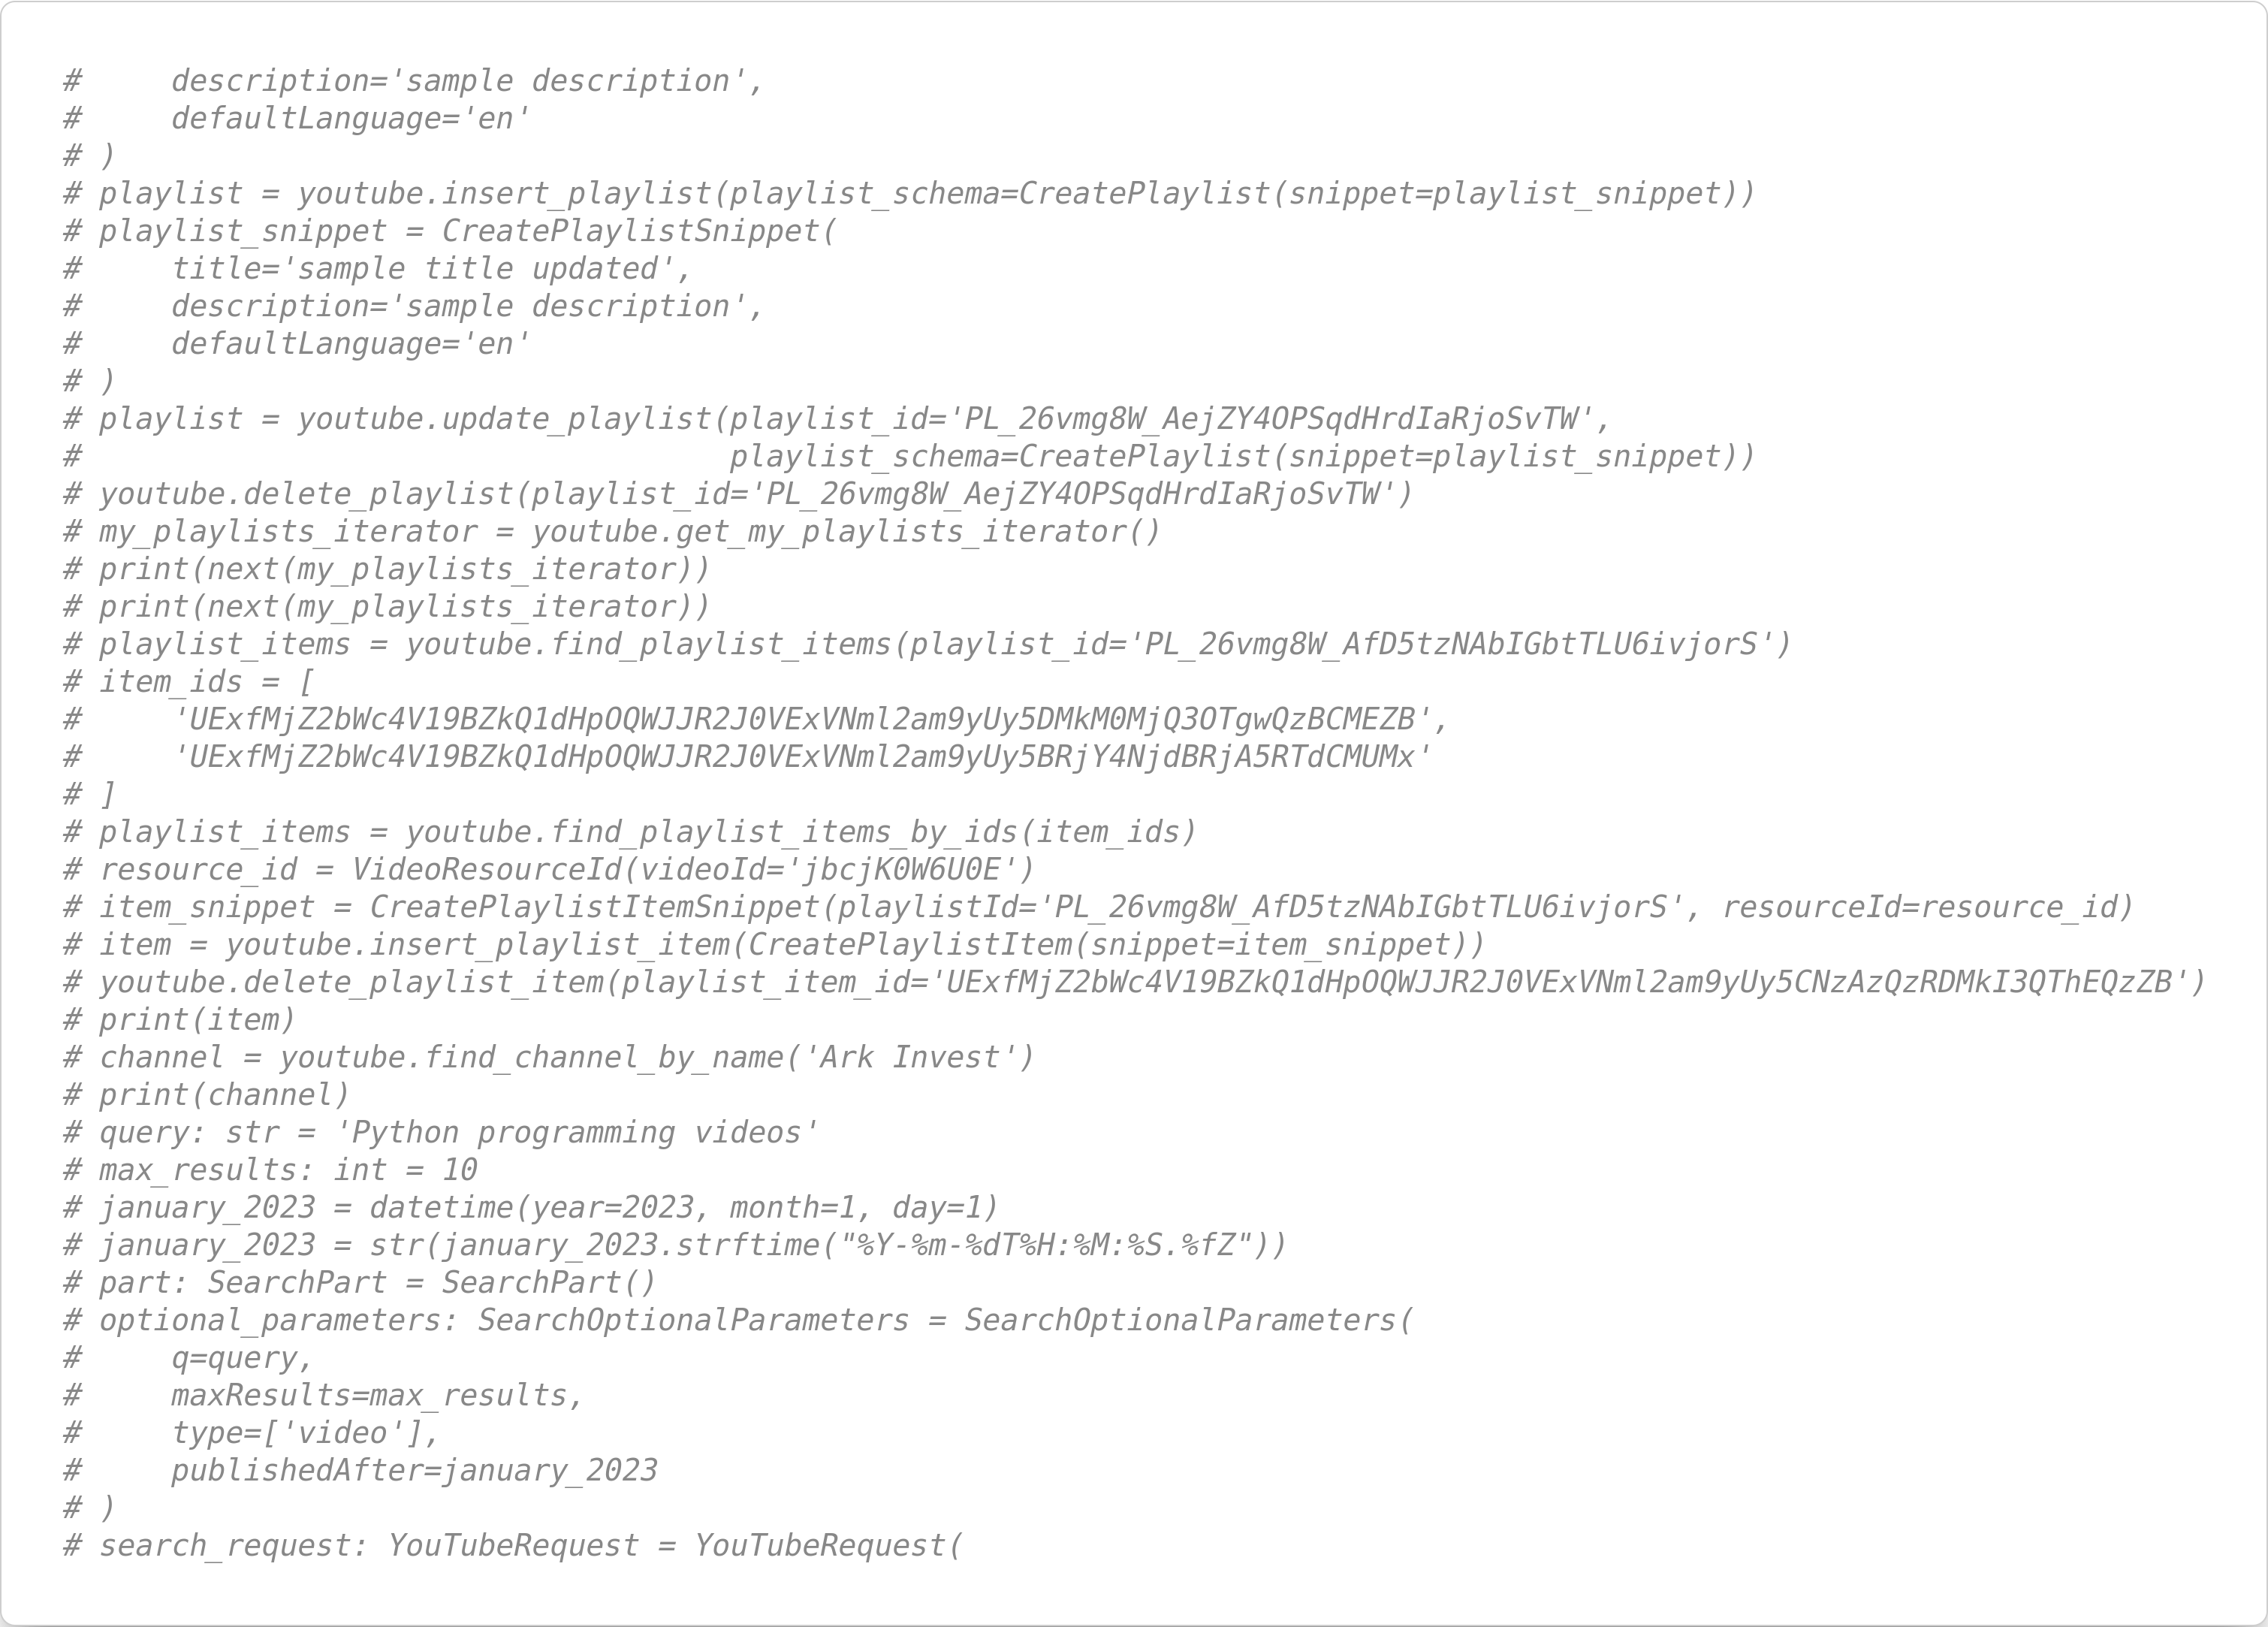 #     description='sample description',
#     defaultLanguage='en'
# )
# playlist = youtube.insert_playlist(playlist_schema=CreatePlaylist(snippet=playlist_snippet))
# playlist_snippet = CreatePlaylistSnippet(
#     title='sample title updated',
#     description='sample description',
#     defaultLanguage='en'
# )
# playlist = youtube.update_playlist(playlist_id='PL_26vmg8W_AejZY4OPSqdHrdIaRjoSvTW',
#                                    playlist_schema=CreatePlaylist(snippet=playlist_snippet))
# youtube.delete_playlist(playlist_id='PL_26vmg8W_AejZY4OPSqdHrdIaRjoSvTW')
# my_playlists_iterator = youtube.get_my_playlists_iterator()
# print(next(my_playlists_iterator))
# print(next(my_playlists_iterator))
# playlist_items = youtube.find_playlist_items(playlist_id='PL_26vmg8W_AfD5tzNAbIGbtTLU6ivjorS')
# item_ids = [
#     'UExfMjZ2bWc4V19BZkQ1dHpOQWJJR2J0VExVNml2am9yUy5DMkM0MjQ3OTgwQzBCMEZB',
#     'UExfMjZ2bWc4V19BZkQ1dHpOQWJJR2J0VExVNml2am9yUy5BRjY4NjdBRjA5RTdCMUMx'
# ]
# playlist_items = youtube.find_playlist_items_by_ids(item_ids)
# resource_id = VideoResourceId(videoId='jbcjK0W6U0E')
# item_snippet = CreatePlaylistItemSnippet(playlistId='PL_26vmg8W_AfD5tzNAbIGbtTLU6ivjorS', resourceId=resource_id)
# item = youtube.insert_playlist_item(CreatePlaylistItem(snippet=item_snippet))
# youtube.delete_playlist_item(playlist_item_id='UExfMjZ2bWc4V19BZkQ1dHpOQWJJR2J0VExVNml2am9yUy5CNzAzQzRDMkI3QThEQzZB')
# print(item)
# channel = youtube.find_channel_by_name('Ark Invest')
# print(channel)
# query: str = 'Python programming videos'
# max_results: int = 10
# january_2023 = datetime(year=2023, month=1, day=1)
# january_2023 = str(january_2023.strftime("%Y-%m-%dT%H:%M:%S.%fZ"))
# part: SearchPart = SearchPart()
# optional_parameters: SearchOptionalParameters = SearchOptionalParameters(
#     q=query,
#     maxResults=max_results,
#     type=['video'],
#     publishedAfter=january_2023
# )
# search_request: YouTubeRequest = YouTubeRequest(